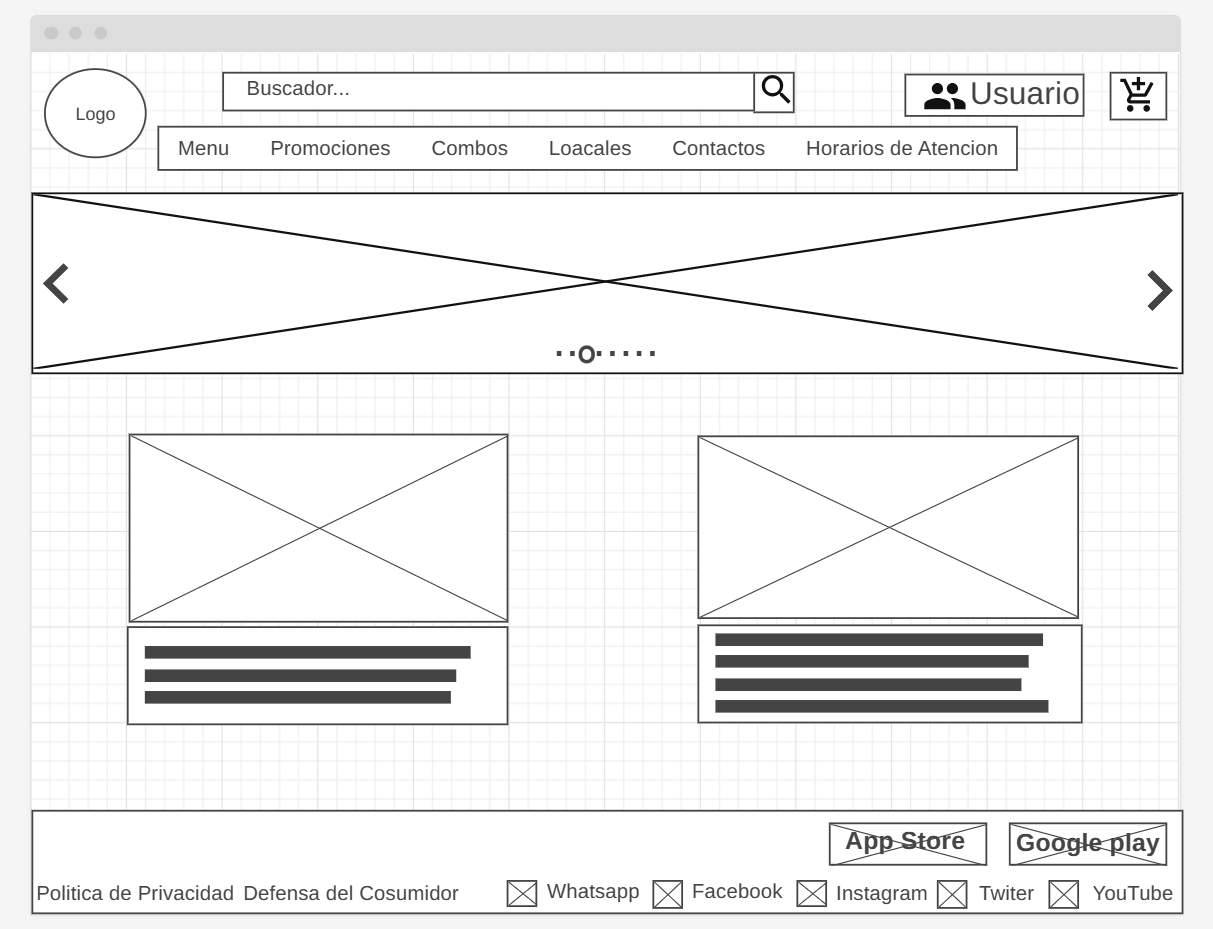 Logo
Buscador...
Usuario
Menu Promociones Combos Loacales Contactos Horarios de Atencion
App Store Google play
Politica de Privacidad Defensa del Cosumidor Whatsapp Facebook Instagram Twiter YouTube